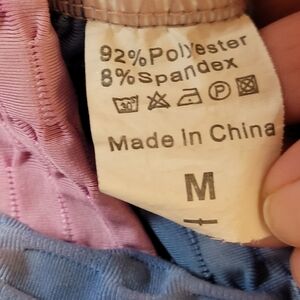 92% Polyester
8% Spandex
Made in China
M